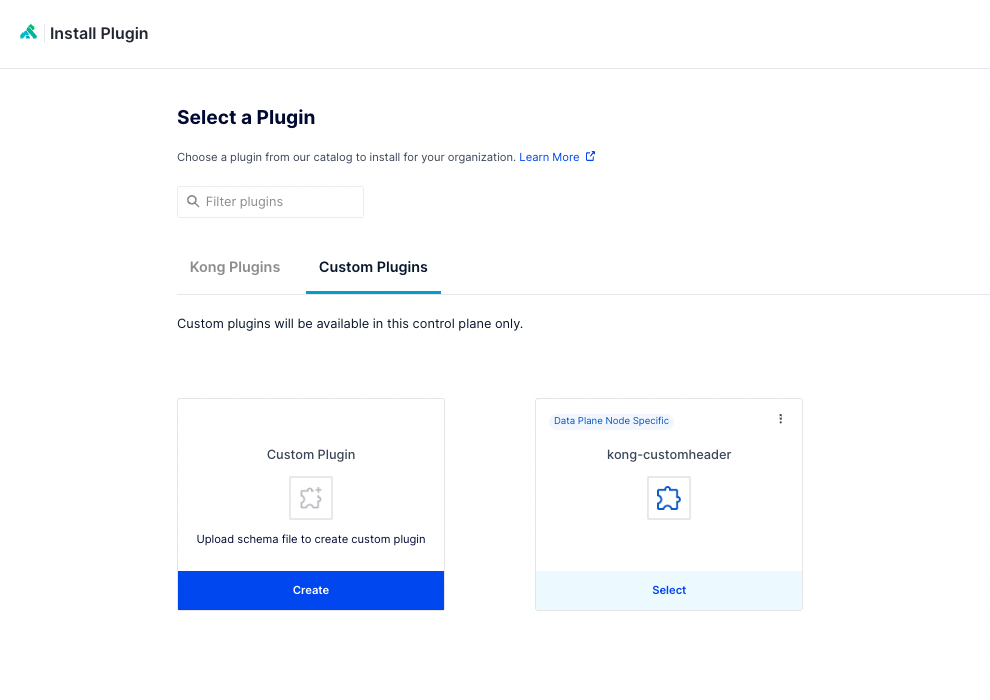 Install Plugin
Select a Plugin
Choose a plugin from our catalog to install for your organization. Learn More
Filter plugins
Kong Plugins
Custom Plugins
Custom plugins will be available in this control plane only.
Custom Plugin
Upload schema file to create custom plugin
Create
Data Plane Node Specific
kong-customheader
Select